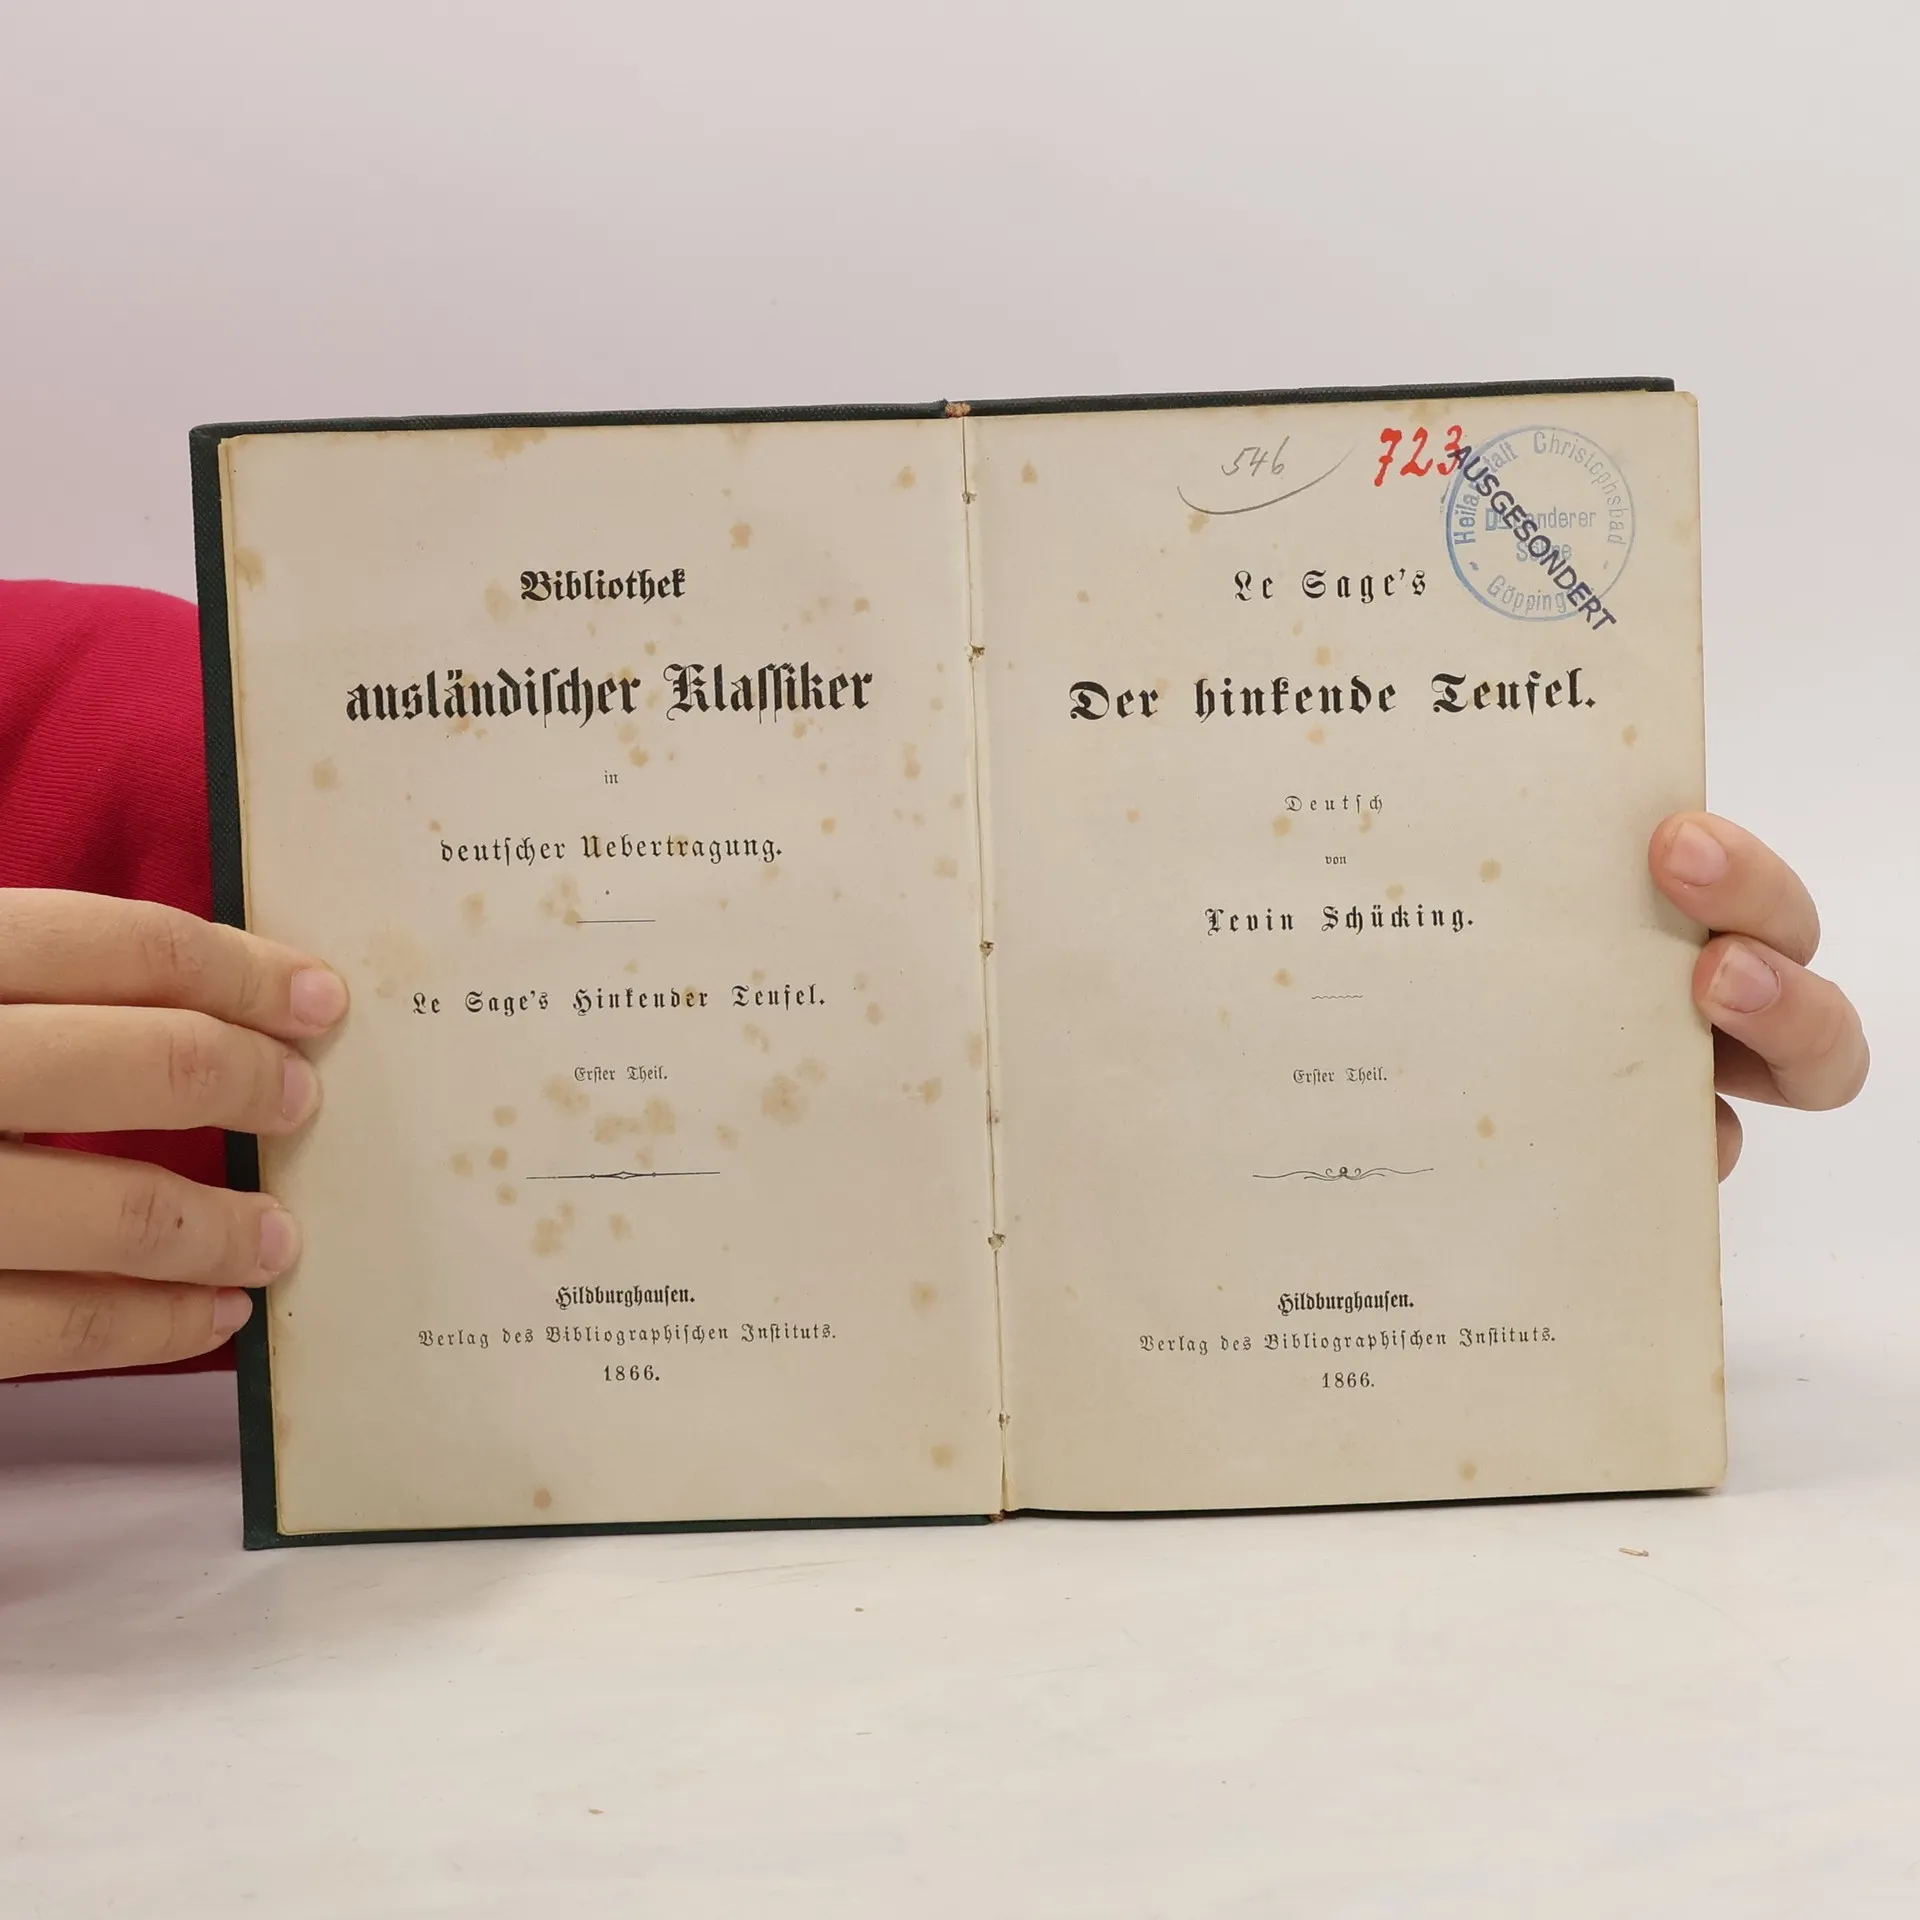 Bibliothek
ausländischer Klassiker
in
deutscher Uebertragung.
Le Sage's Hinkender Teufel.
Erster Theil.
Hildburghausen.
Verlag des Bibliographischen Instituts.
1866.
546
723
Heilanstalt Christophsbad
Göppingen
AUSGESONDERT
Le Sage's
Der hinkende Teufel.
Deutsch
von
Levin Schücking.
Erster Theil.
Hildburghausen.
Verlag des Bibliographischen Instituts.
1866.